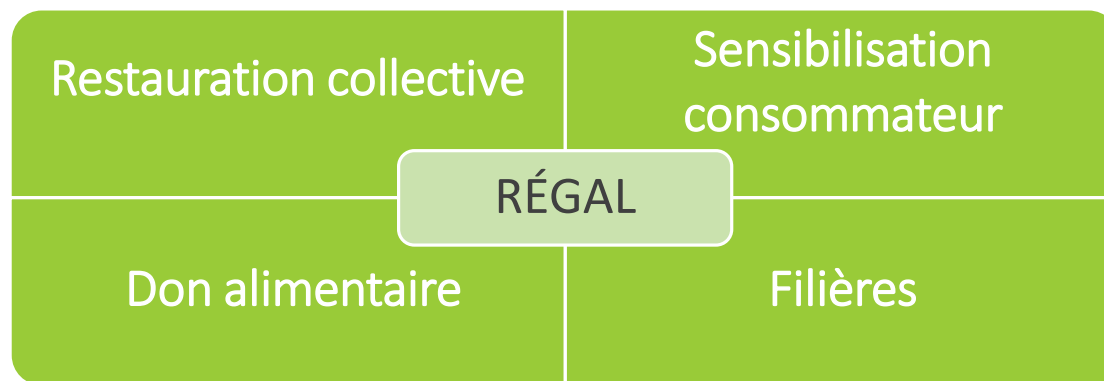 Restauration collective
Sensibilisation
consommateur
RÉGAL
Don alimentaire
Filières